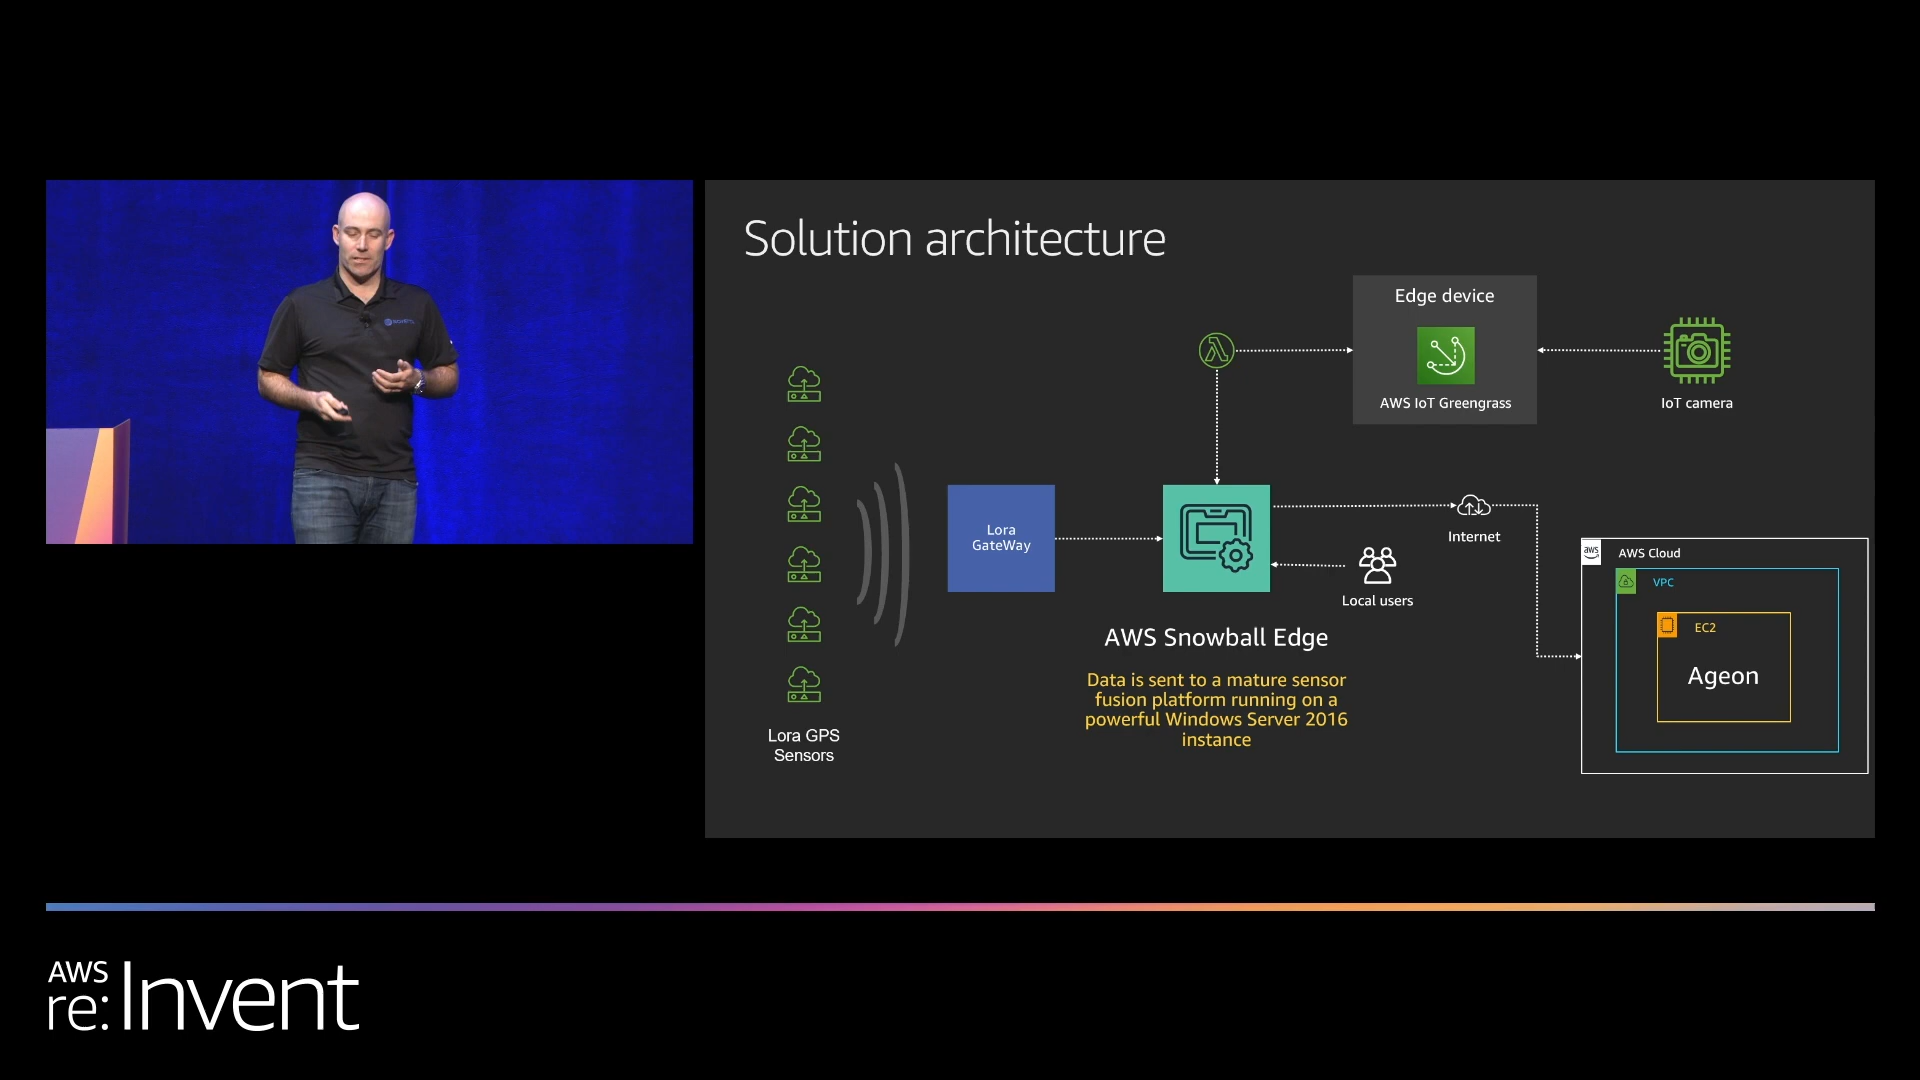 Solution architecture
Edge device
AWS IoT Greengrass
IoT camera
Lora
GateWay
Internet
Local users
AWS Snowball Edge
Data is sent to a mature sensor
fusion platform running on a
powerful Windows Server 2016
instance
Lora GPS
Sensors
aws
AWS Cloud
VPC
EC2
Ageon
AWS
re:Invent